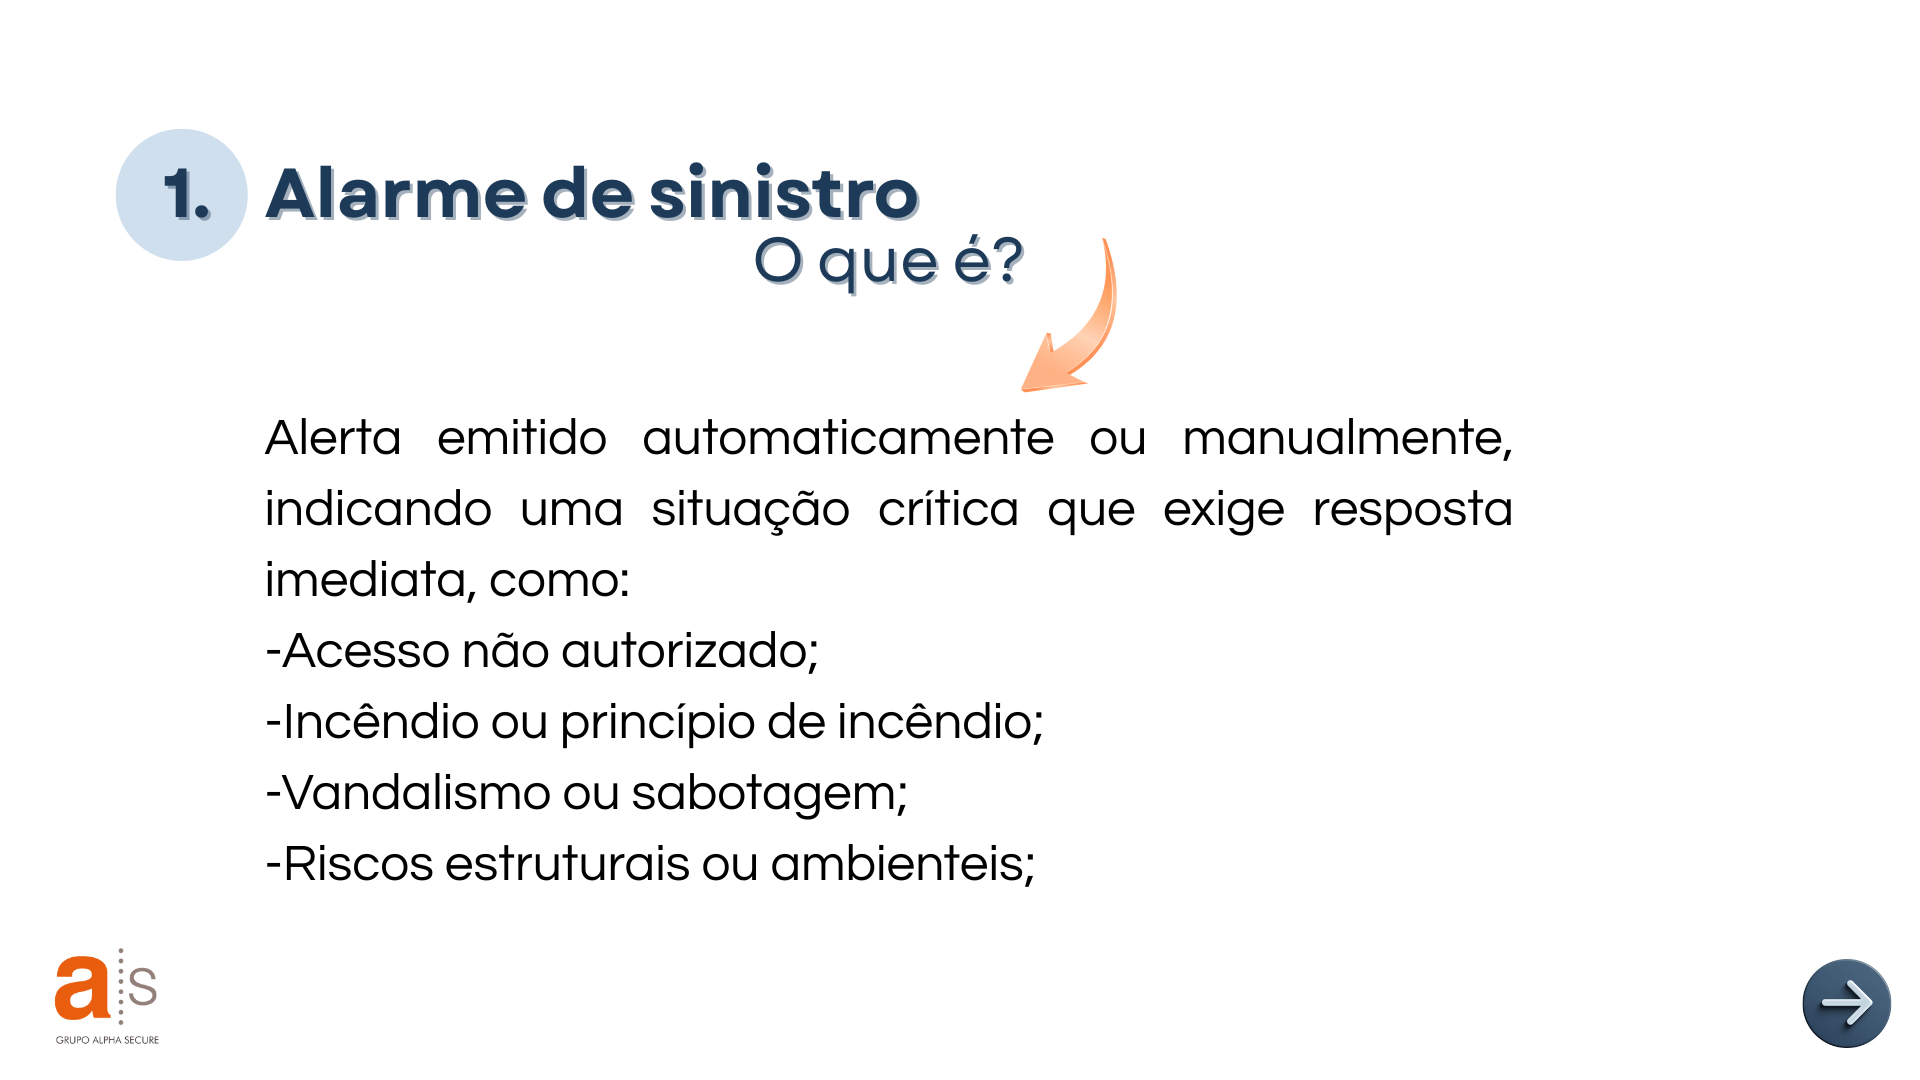 1. Alarme de sinistro
O que é?
Alerta emitido automaticamente ou manualmente,
indicando uma situação crítica que exige resposta
imediata, como:
-Acesso não autorizado;
-Incêndio ou princípio de incêndio;
-Vandalismo ou sabotagem;
-Riscos estruturais ou ambienteis;
a s
GRUPO ALPHA SECURE